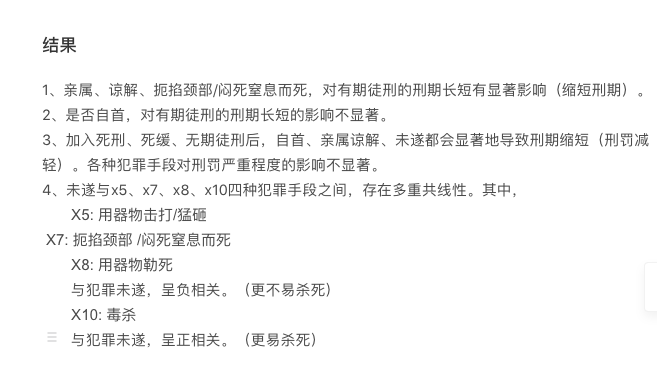 结果
1、亲属、谅解、扼掐颈部/闷死窒息而死，对有期徒刑的刑期长短有显著影响（缩短刑期）。
2、是否自首，对有期徒刑的刑期长短的影响不显著。
3、加入死刑、死缓、无期徒刑后，自首、亲属谅解、未遂都会显著地导致刑期缩短（刑罚减
轻）。各种犯罪手段对刑罚严重程度的影响不显著。
4、未遂与x5、x7、x8、x10四种犯罪手段之间，存在多重共线性。其中，
X5: 用器物击打/猛砸
X7: 扼掐颈部 /闷死窒息而死
X8: 用器物勒死
与犯罪未遂，呈负相关。（更不易杀死）
X10: 毒杀
与犯罪未遂，呈正相关。（更易杀死）